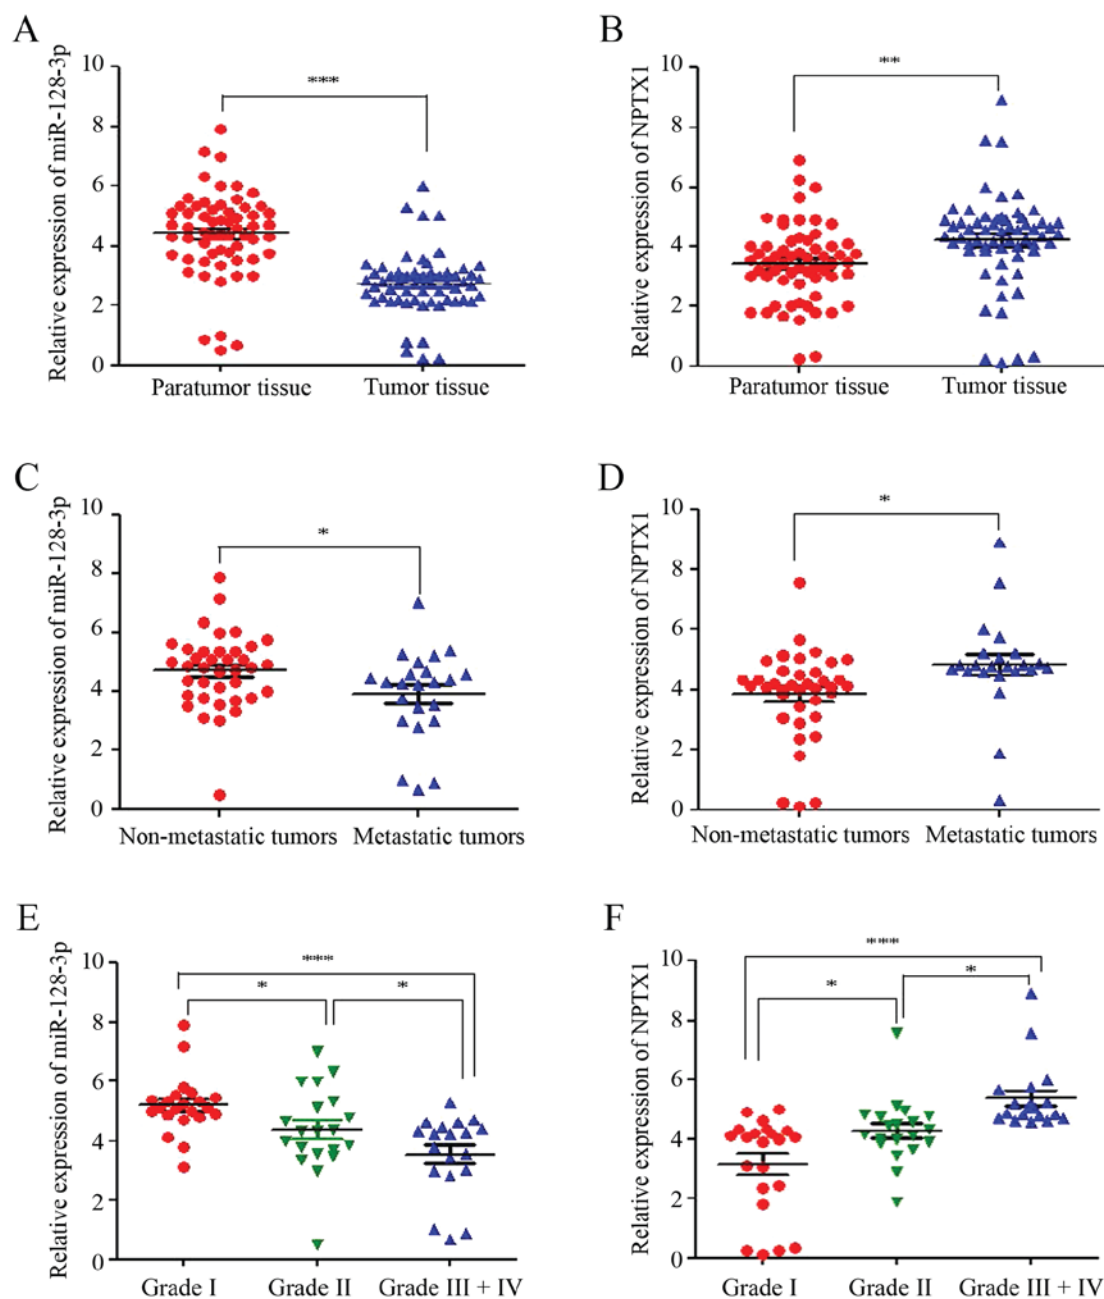 A
Relative expression of miR-128-3p
10
8
6
4
2
0
***
Paratumor tissue
Tumor tissue
B
Relative expression of NPTX1
10
8
6
4
2
0
**
Paratumor tissue
Tumor tissue
C
Relative expression of miR-128-3p
10
8
6
4
2
0
*
Non-metastatic tumors
Metastatic tumors
D
Relative expression of NPTX1
10
8
6
4
2
0
*
Non-metastatic tumors
Metastatic tumors
E
Relative expression of miR-128-3p
10
8
6
4
2
0
***
*
*
Grade I
Grade II
Grade III + IV
F
Relative expression of NPTX1
10
8
6
4
2
0
***
*
*
Grade I
Grade II
Grade III + IV